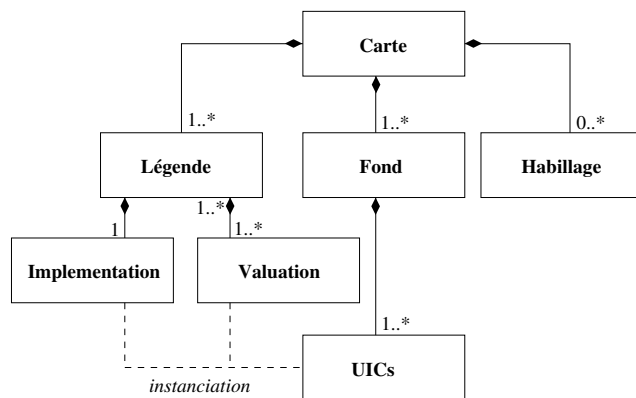 Carte
1..* 1..* 0..*
Légende Fond Habillage
1 1..* 1..*
Implementation Valuation
1..*
UICs
instanciation